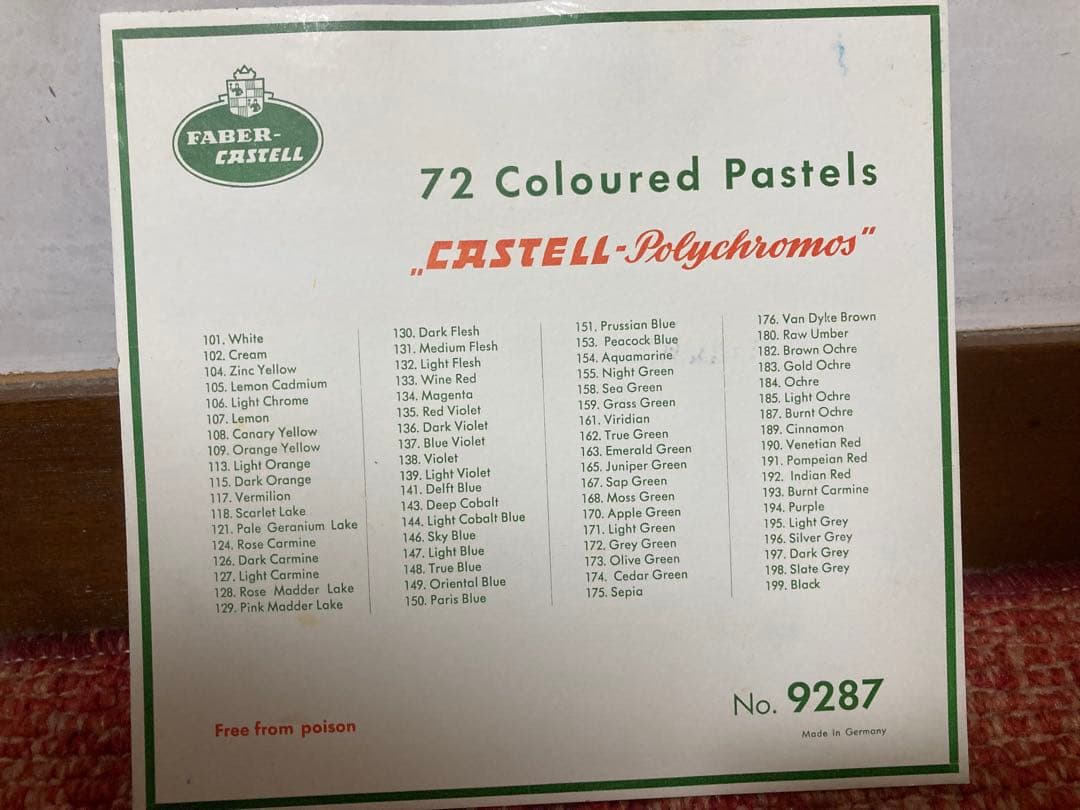 FABER-
CASTELL
72 Coloured Pastels
„CASTELL-Polychromos"
101. White
102. Cream
104. Zinc Yellow
105. Lemon Cadmium
106. Light Chrome
107. Lemon
108. Canary Yellow
109. Orange Yellow
113. Light Orange
115. Dark Orange
117. Vermilion
118. Scarlet Lake
121. Pale Geranium Lake
124. Rose Carmine
126. Dark Carmine
127. Light Carmine
128. Rose Madder Lake
129. Pink Madder Lake
130. Dark Flesh
131. Medium Flesh
132. Light Flesh
133. Wine Red
134. Magenta
135. Red Violet
136. Dark Violet
137. Blue Violet
138. Violet
139. Light Violet
141. Delft Blue
143. Deep Cobalt
144. Light Cobalt Blue
146. Sky Blue
147. Light Blue
148. True Blue
149. Oriental Blue
150. Paris Blue
151. Prussian Blue
153. Peacock Blue
154. Aquamarine
155. Night Green
158. Sea Green
159. Grass Green
161. Viridian
162. True Green
163. Emerald Green
165. Juniper Green
167. Sap Green
168. Moss Green
170. Apple Green
171. Light Green
172. Grey Green
173. Olive Green
174. Cedar Green
175. Sepia
176. Van Dyke Brown
180. Raw Umber
182. Brown Ochre
183. Gold Ochre
184. Ochre
185. Light Ochre
187. Burnt Ochre
189. Cinnamon
190. Venetian Red
191. Pompeian Red
192. Indian Red
193. Burnt Carmine
194. Purple
195. Light Grey
196. Silver Grey
197. Dark Grey
198. Slate Grey
199. Black
Free from poison
No. 9287
Made In Germany